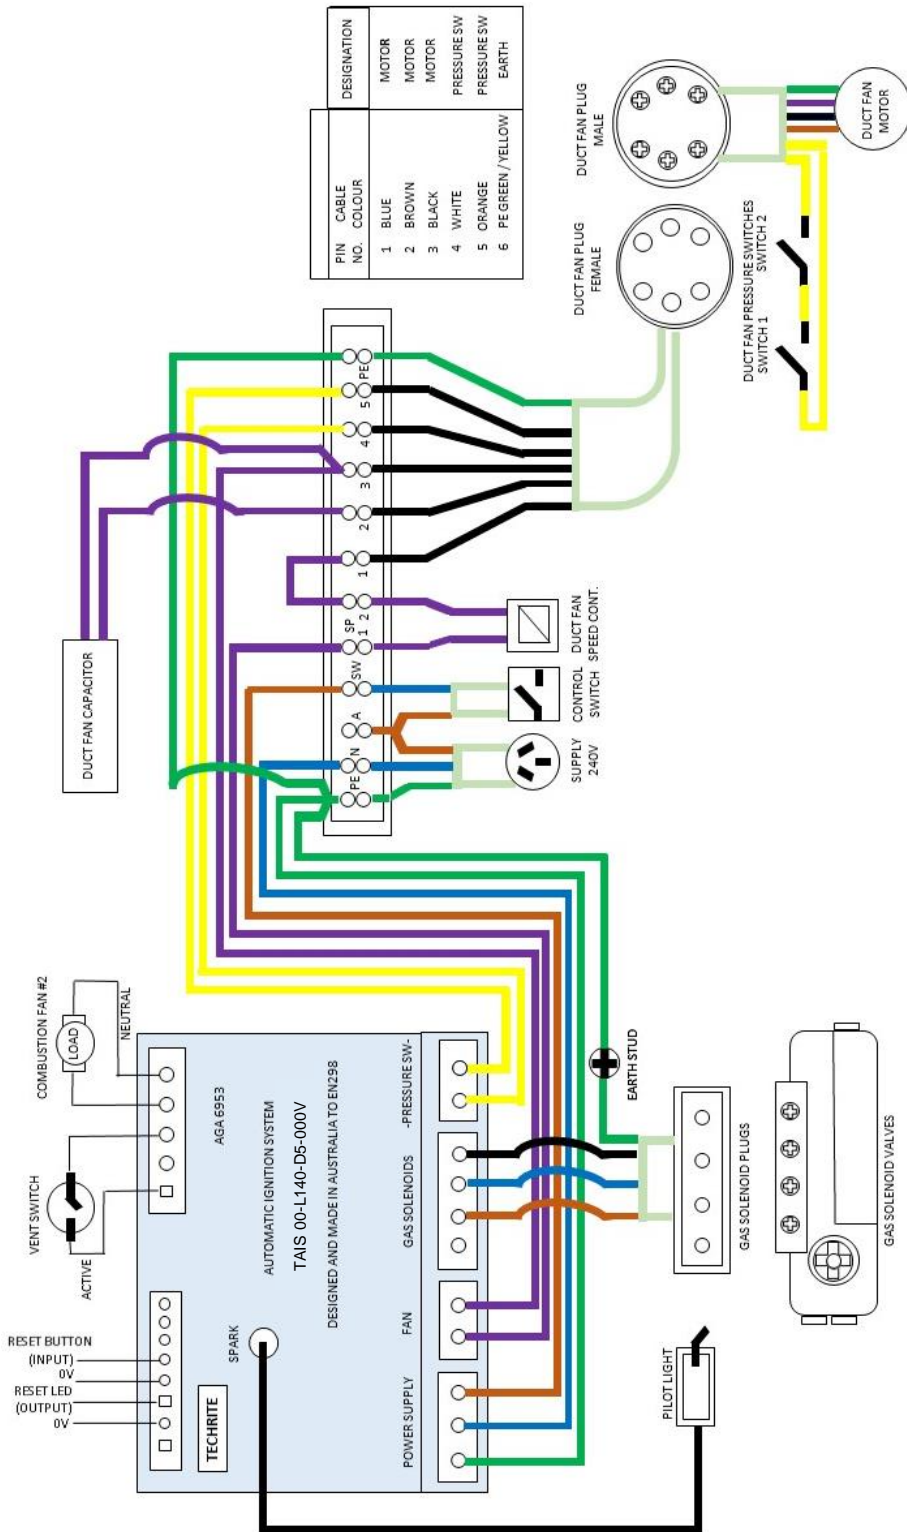 RESET BUTTON
(INPUT)
0V
RESET LED
(OUTPUT)
0V
VENT SWITCH
ACTIVE
COMBUSTION FAN #2
LOAD
NEUTRAL
AGA 6953
AUTOMATIC IGNITION SYSTEM
TAIS 00-L140-D5-000V
DESIGNED AND MADE IN AUSTRALIA TO EN298
SPARK
TECHRITE
POWER SUPPLY
FAN
GAS SOLENOIDS
-PRESSURE SW-
PILOT LIGHT
GAS SOLENOID PLUGS
GAS SOLENOID VALVES
EARTH STUD
DUCT FAN CAPACITOR
PE
N
A
SW
SP
1
2
1
2
3
4
5
PE
SUPPLY
240V
CONTROL
SWITCH
DUCT FAN
SPEED CONT.
PIN NO. CABLE COLOUR DESIGNATION
1 BLUE MOTOR
2 BROWN MOTOR
3 BLACK MOTOR
4 WHITE PRESSURE SW
5 ORANGE PRESSURE SW
6 PE GREEN / YELLOW EARTH
DUCT FAN PLUG
FEMALE
DUCT FAN PLUG
MALE
DUCT FAN PRESSURE SWITCHES
SWITCH 1 SWITCH 2
DUCT FAN
MOTOR